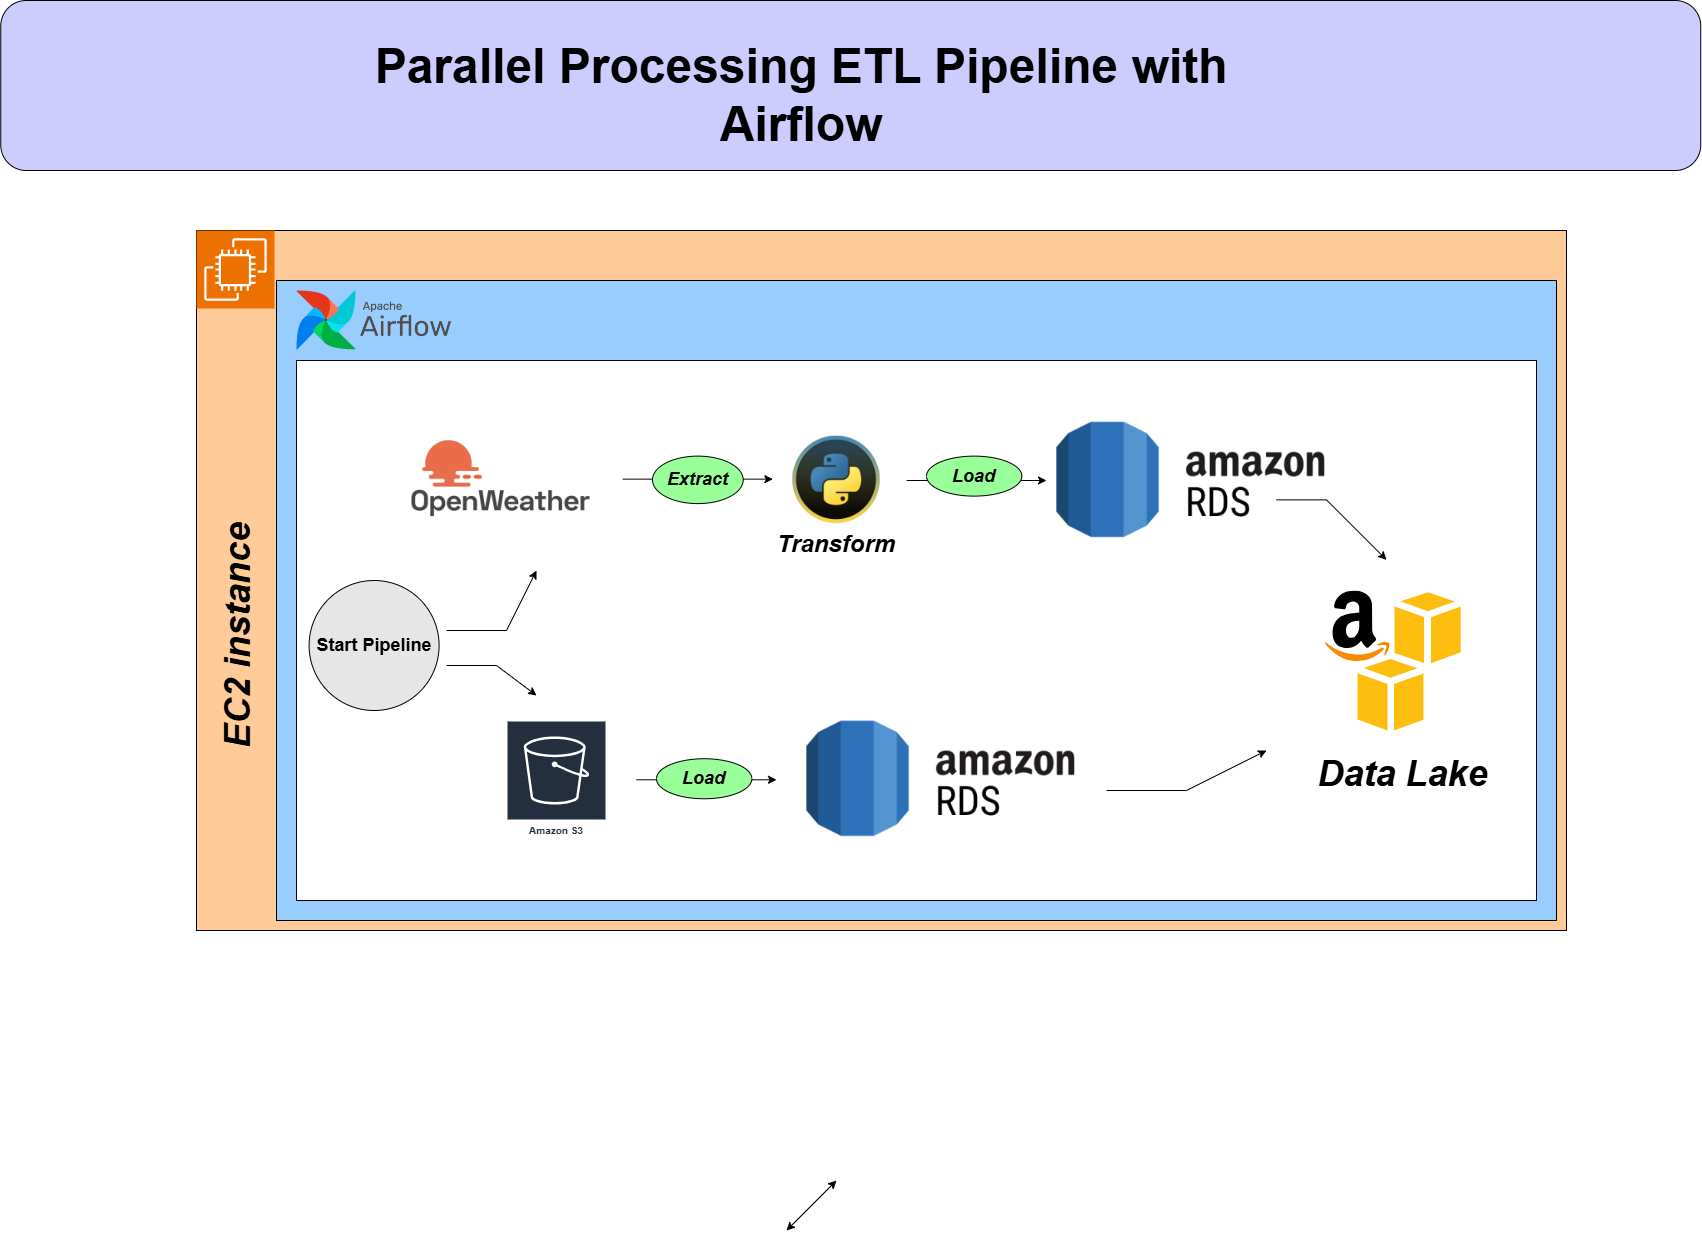 Parallel Processing ETL Pipeline with
Airflow
Apache
Airflow
EC2 instance
OpenWeather
Extract
Transform
Load
amazon
RDS
Start Pipeline
a
Data Lake
Amazon S3
Load
amazon
RDS